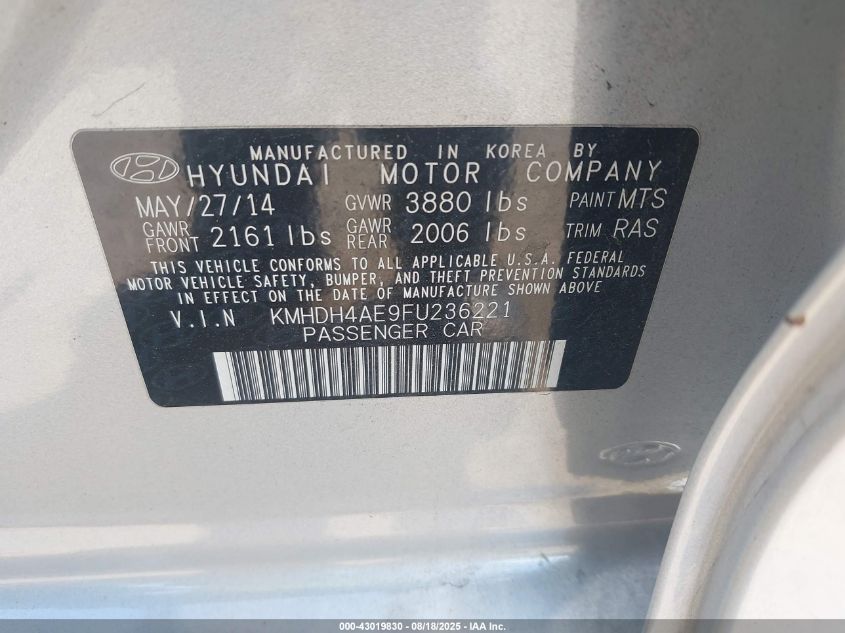 MANUFACTURED IN KOREA BY
HYUNDAI MOTOR COMPANY
MAY/27/14 GVWR 3880 lbs PAINT MTS
GAWR FRONT 2161 lbs GAWR REAR 2006 lbs TRIM RAS
THIS VEHICLE CONFORMS TO ALL APPLICABLE U.S.A. FEDERAL
MOTOR VEHICLE SAFETY, BUMPER, AND THEFT PREVENTION STANDARDS
IN EFFECT ON THE DATE OF MANUFACTURE SHOWN ABOVE
V.I.N KMHDH4AE9FU236221
PASSENGER CAR
000-43019830 - 08/18/2025 - IAA Inc.